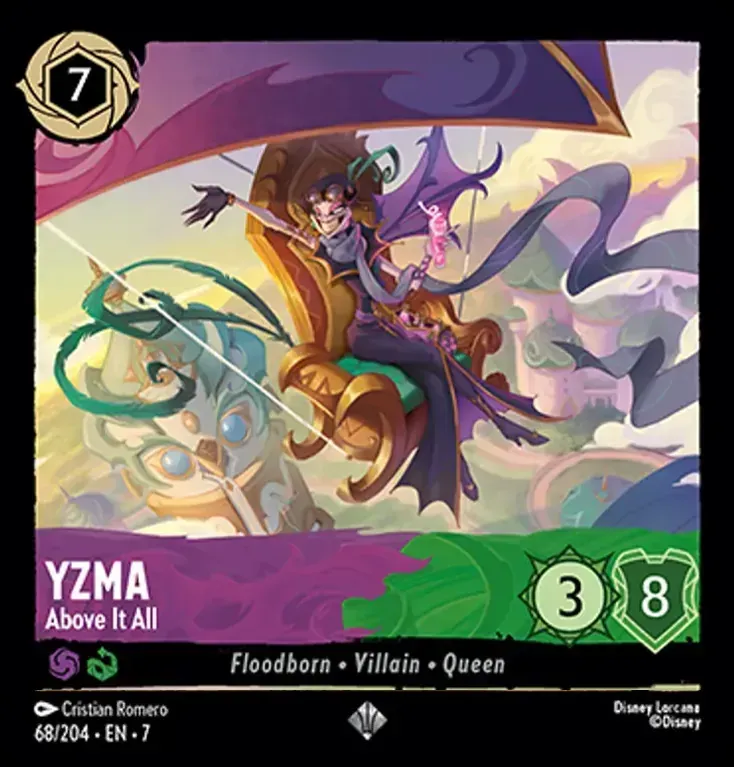 7
YZMA
Above It All
3
8
Floodborn • Villain • Queen
Cristian Romero
68/204 • EN • 7
Disney Lorcana
©Disney